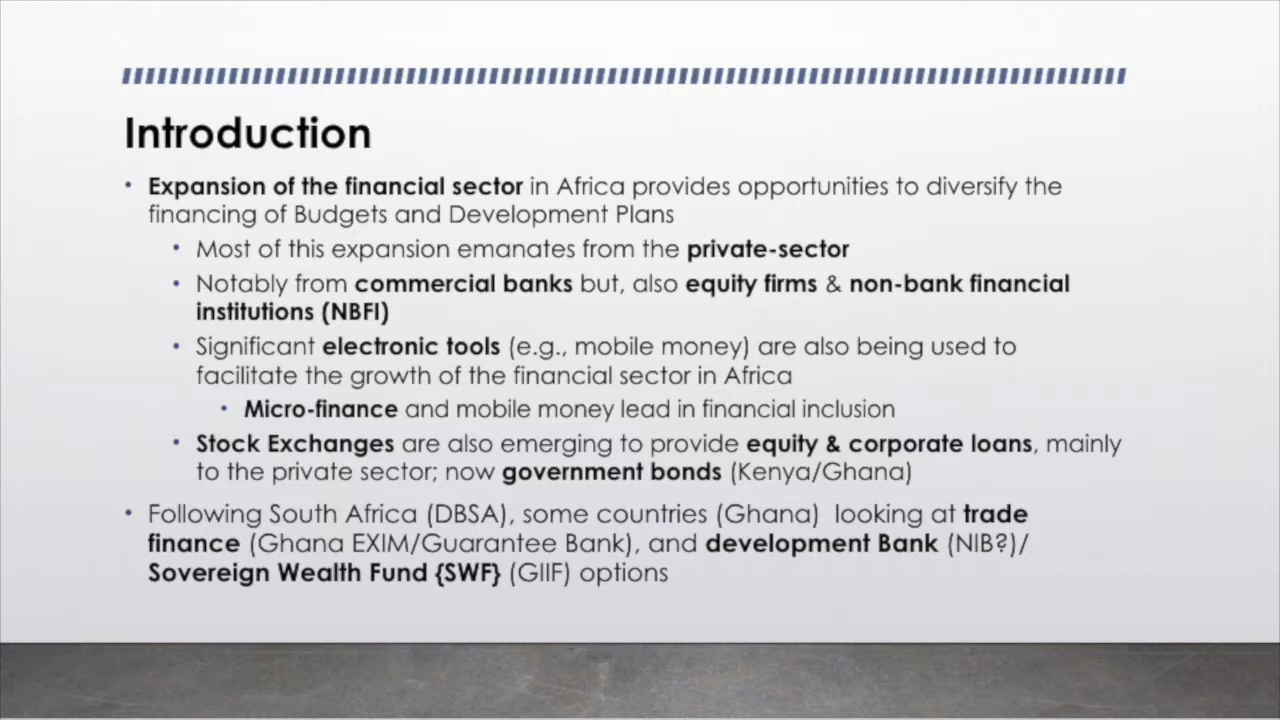 Introduction
• Expansion of the financial sector in Africa provides opportunities to diversify the
financing of Budgets and Development Plans
• Most of this expansion emanates from the private-sector
• Notably from commercial banks but, also equity firms & non-bank financial
institutions (NBFI)
• Significant electronic tools (e.g., mobile money) are also being used to
facilitate the growth of the financial sector in Africa
• Micro-finance and mobile money lead in financial inclusion
• Stock Exchanges are also emerging to provide equity & corporate loans, mainly
to the private sector; now government bonds (Kenya/Ghana)
• Following South Africa (DBSA), some countries (Ghana) looking at trade
finance (Ghana EXIM/Guarantee Bank), and development Bank (NIB?)/
Sovereign Wealth Fund {SWF} (GIIF) options